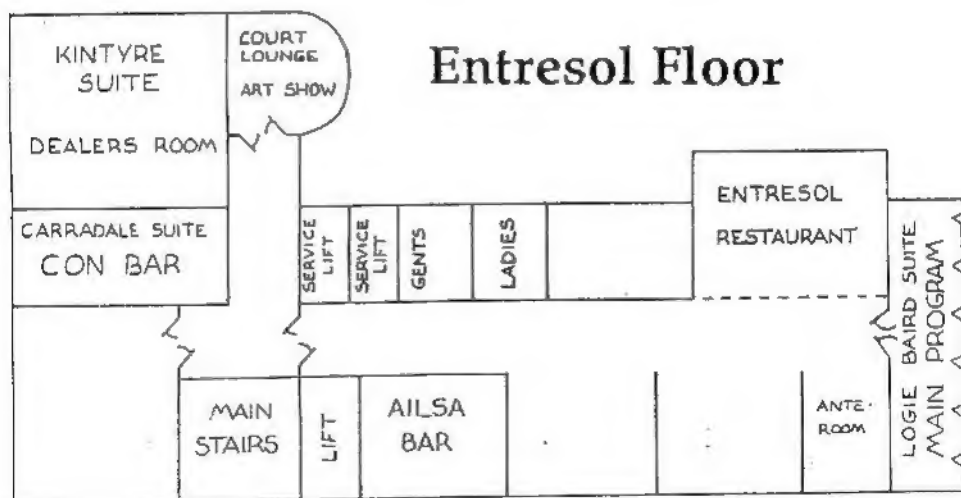 Entresol Floor
KINTYRE
SUITE
DEALERS ROOM
COURT
LOUNGE
ART SHOW
CARRADALE SUITE
CON BAR
SERVICE
LIFT
SERVICE
LIFT
GENTS
LADIES
ENTRESOL
RESTAURANT
LOGIE BAIRD SUITE
MAIN PROGRAM
MAIN
STAIRS
LIFT
AILSA
BAR
ANTE-
ROOM